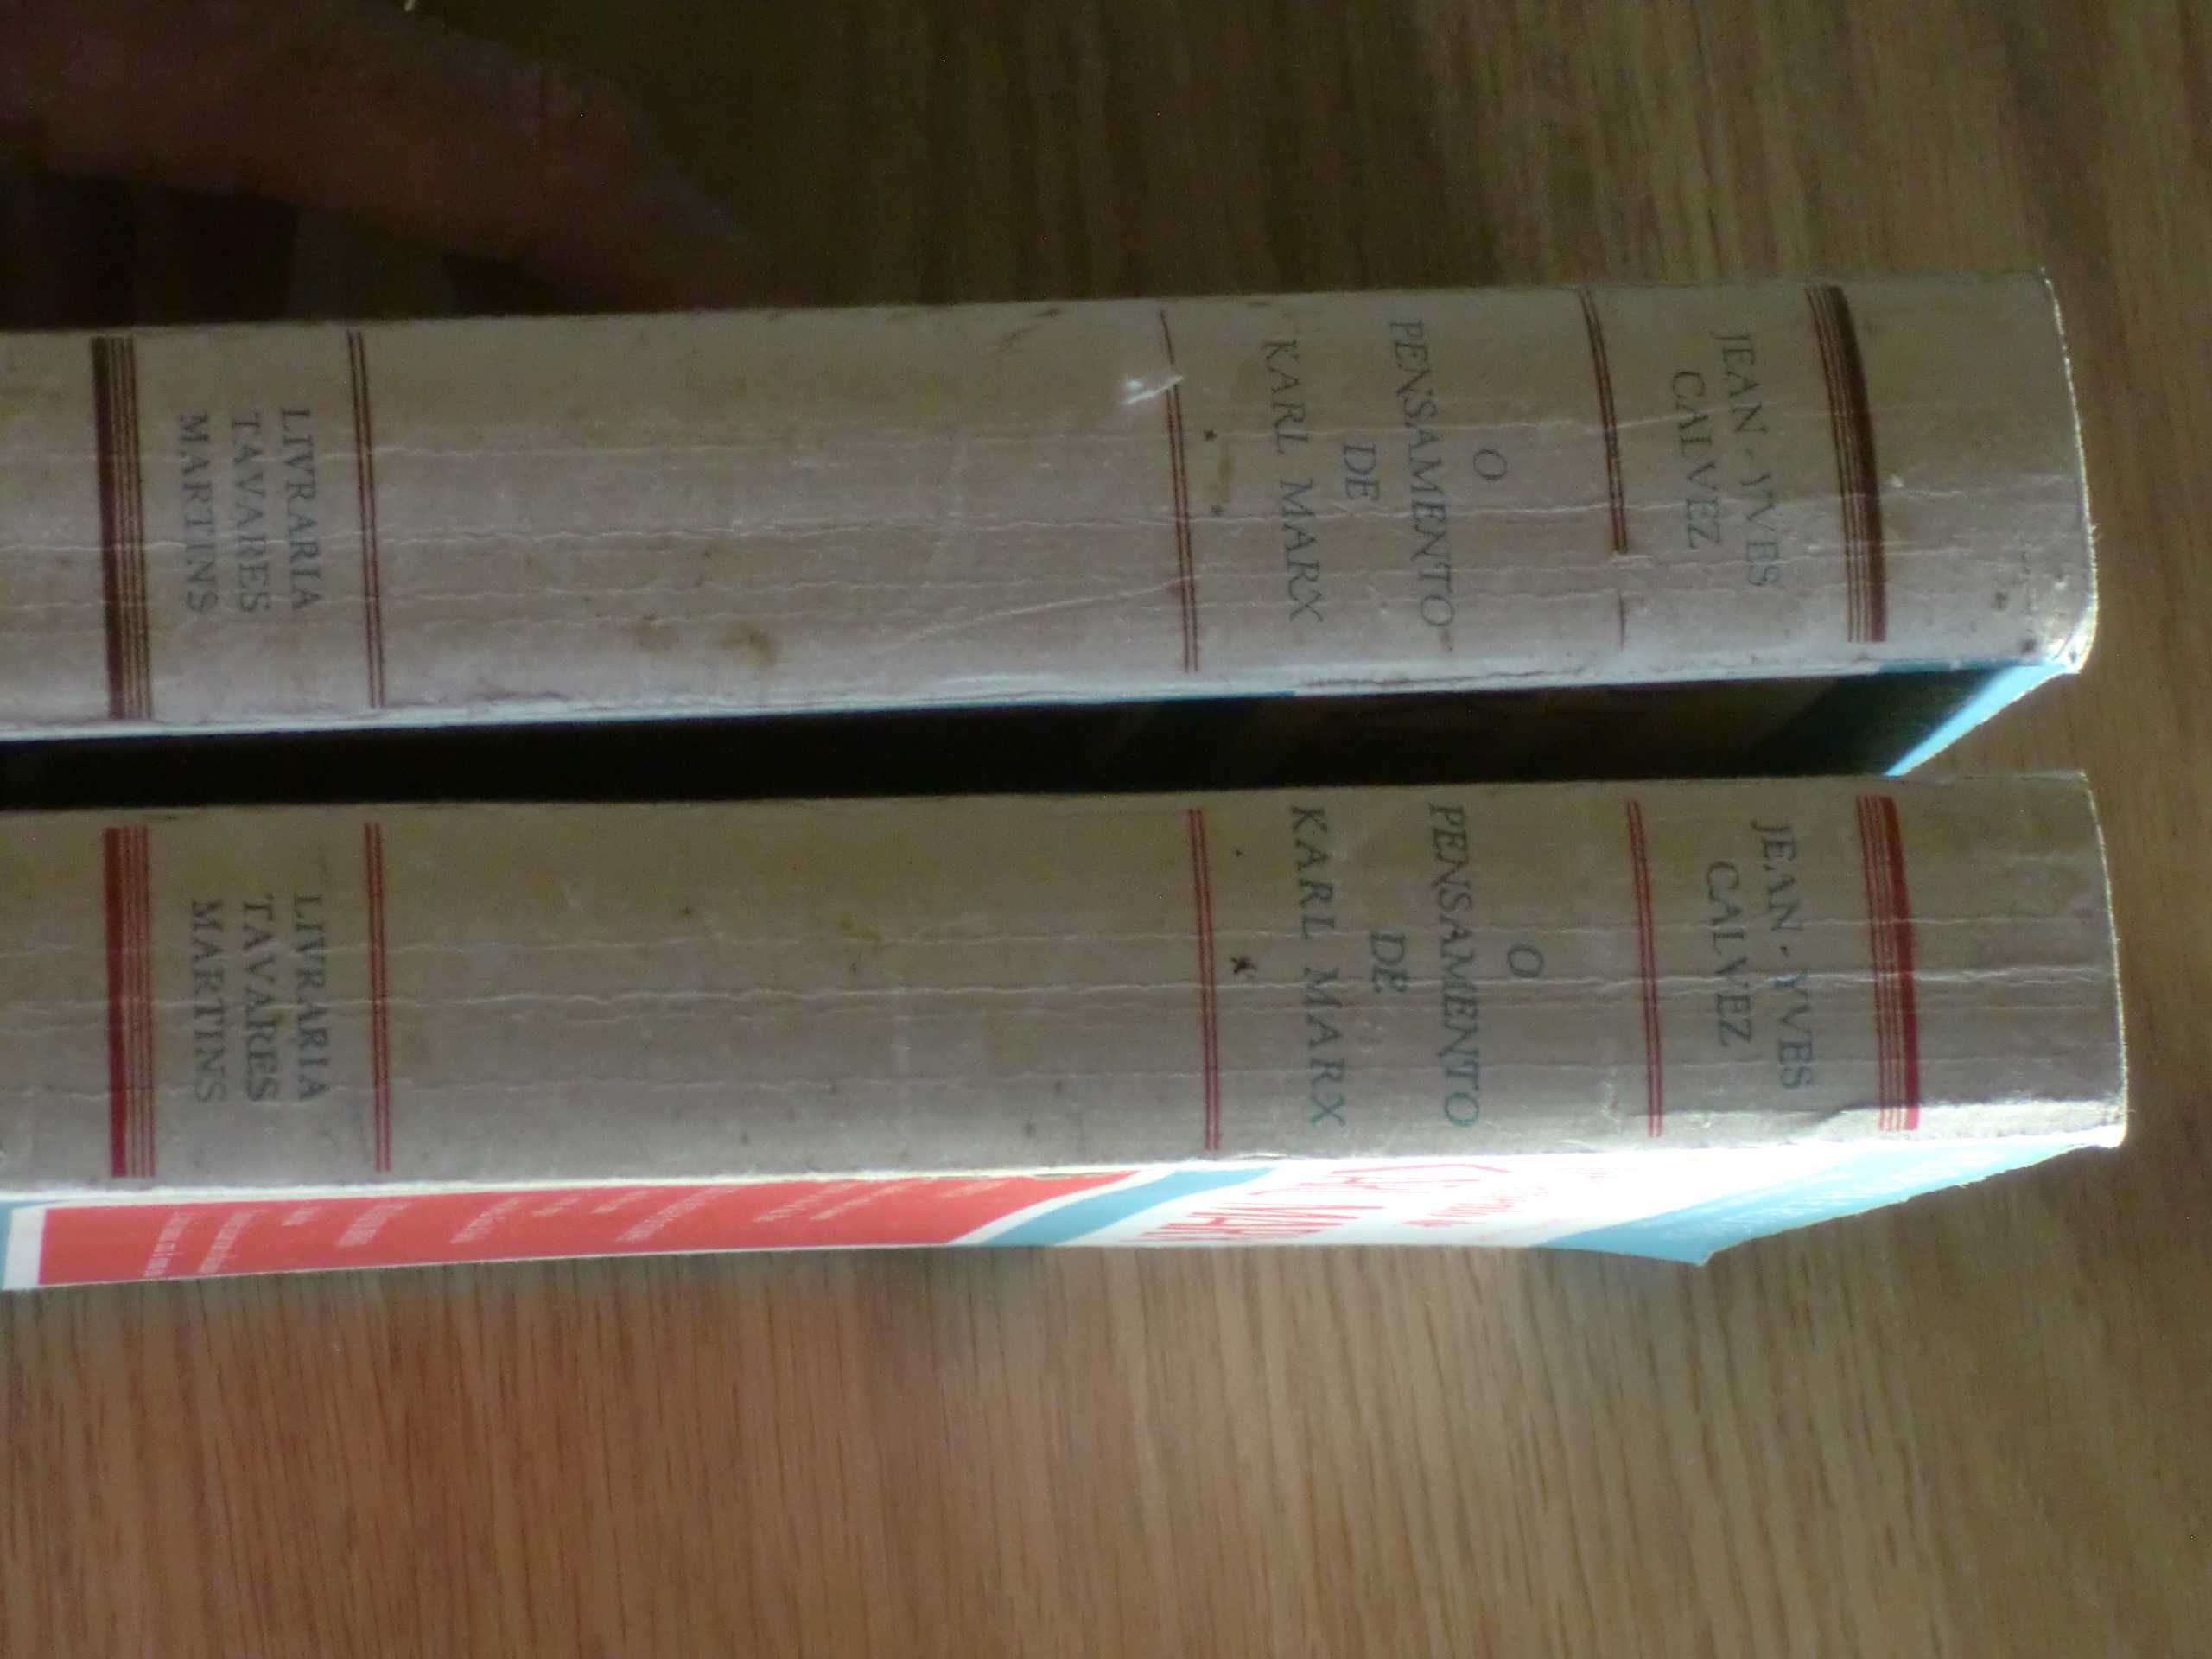 JEAN-YVES
CALVEZ
O
PENSAMENTO
DE
KARL MARX
* *
LIVRARIA
TAVARES
MARTINS
JEAN-YVES
CALVEZ
O
PENSAMENTO
DE
KARL MARX
*
LIVRARIA
TAVARES
MARTINS